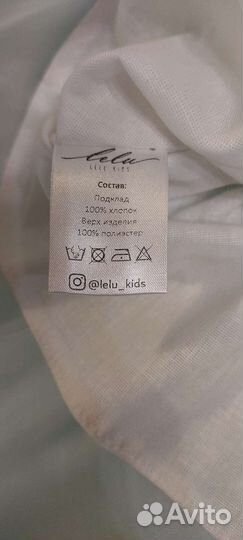 lelu
LELU KIDS
Состав:
Подклад
100% хлопок
Верх изделия
100% полиэстер
@lelu_kids
Avito